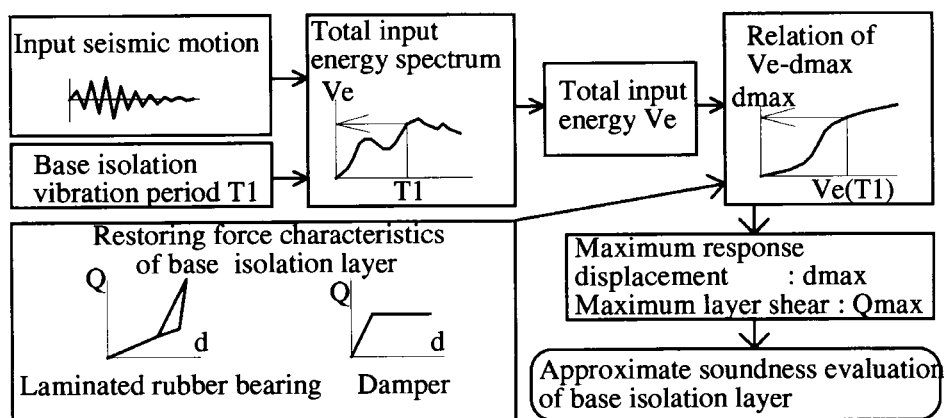 Input seismic motion
Base isolation
vibration period T1
Total input
energy spectrum
Ve
T1
Total input
energy Ve
Relation of
Ve-dmax
dmax
Ve(T1)
Restoring force characteristics
of base isolation layer
Q
d
Laminated rubber bearing
Q
d
Damper
Maximum response
displacement : dmax
Maximum layer shear : Qmax
Approximate soundness evaluation
of base isolation layer